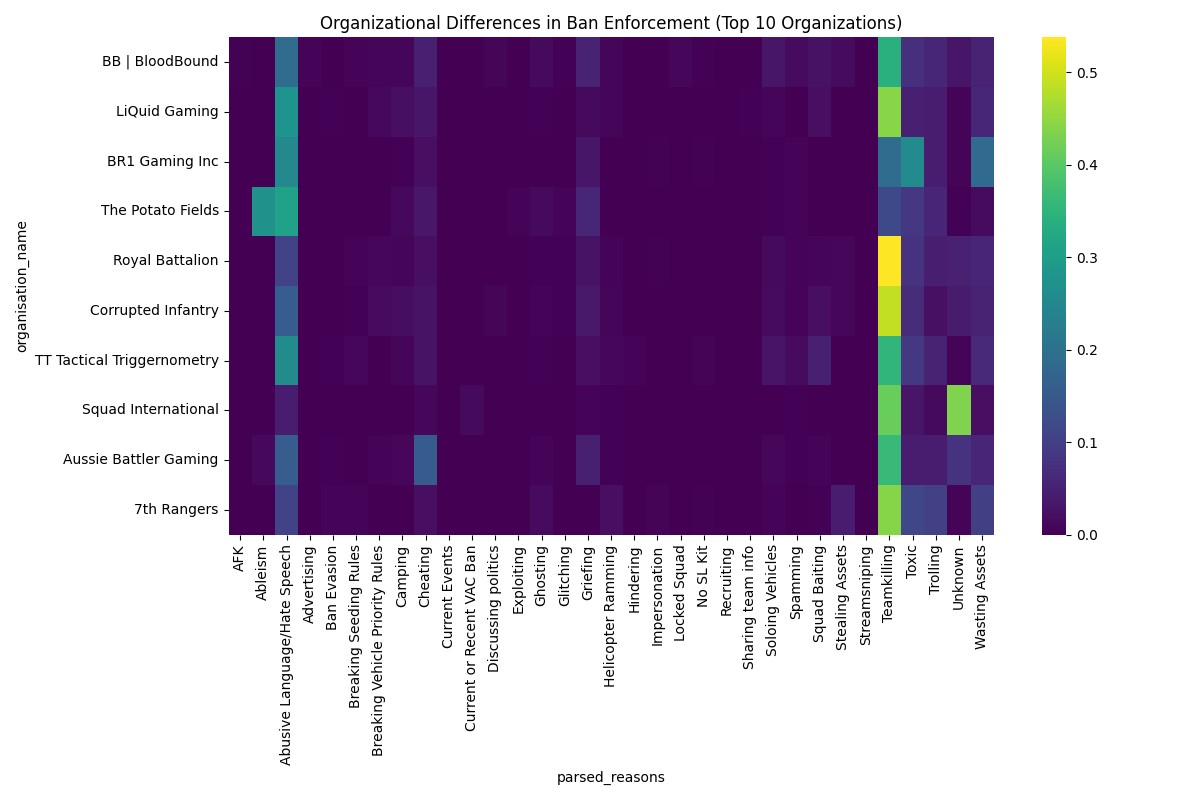 Organizational Differences in Ban Enforcement (Top 10 Organizations)
organisation_name
BB | BloodBound
LiQuid Gaming
BR1 Gaming Inc
The Potato Fields
Royal Battalion
Corrupted Infantry
TT Tactical Triggernometry
Squad International
Aussie Battler Gaming
7th Rangers
AFK
Ableism
Abusive Language/Hate Speech
Advertising
Ban Evasion
Breaking Seeding Rules
Breaking Vehicle Priority Rules
Camping
Cheating
Current Events
Current or Recent VAC Ban
Discussing politics
Exploiting
Ghosting
Glitching
Griefing
Helicopter Ramming
Hindering
Impersonation
Locked Squad
No SL Kit
Recruiting
Sharing team info
Soloing Vehicles
Spamming
Squad Baiting
Stealing Assets
Streamsniping
Teamkilling
Toxic
Trolling
Unknown
Wasting Assets
parsed_reasons
0.5
0.4
0.3
0.2
0.1
0.0